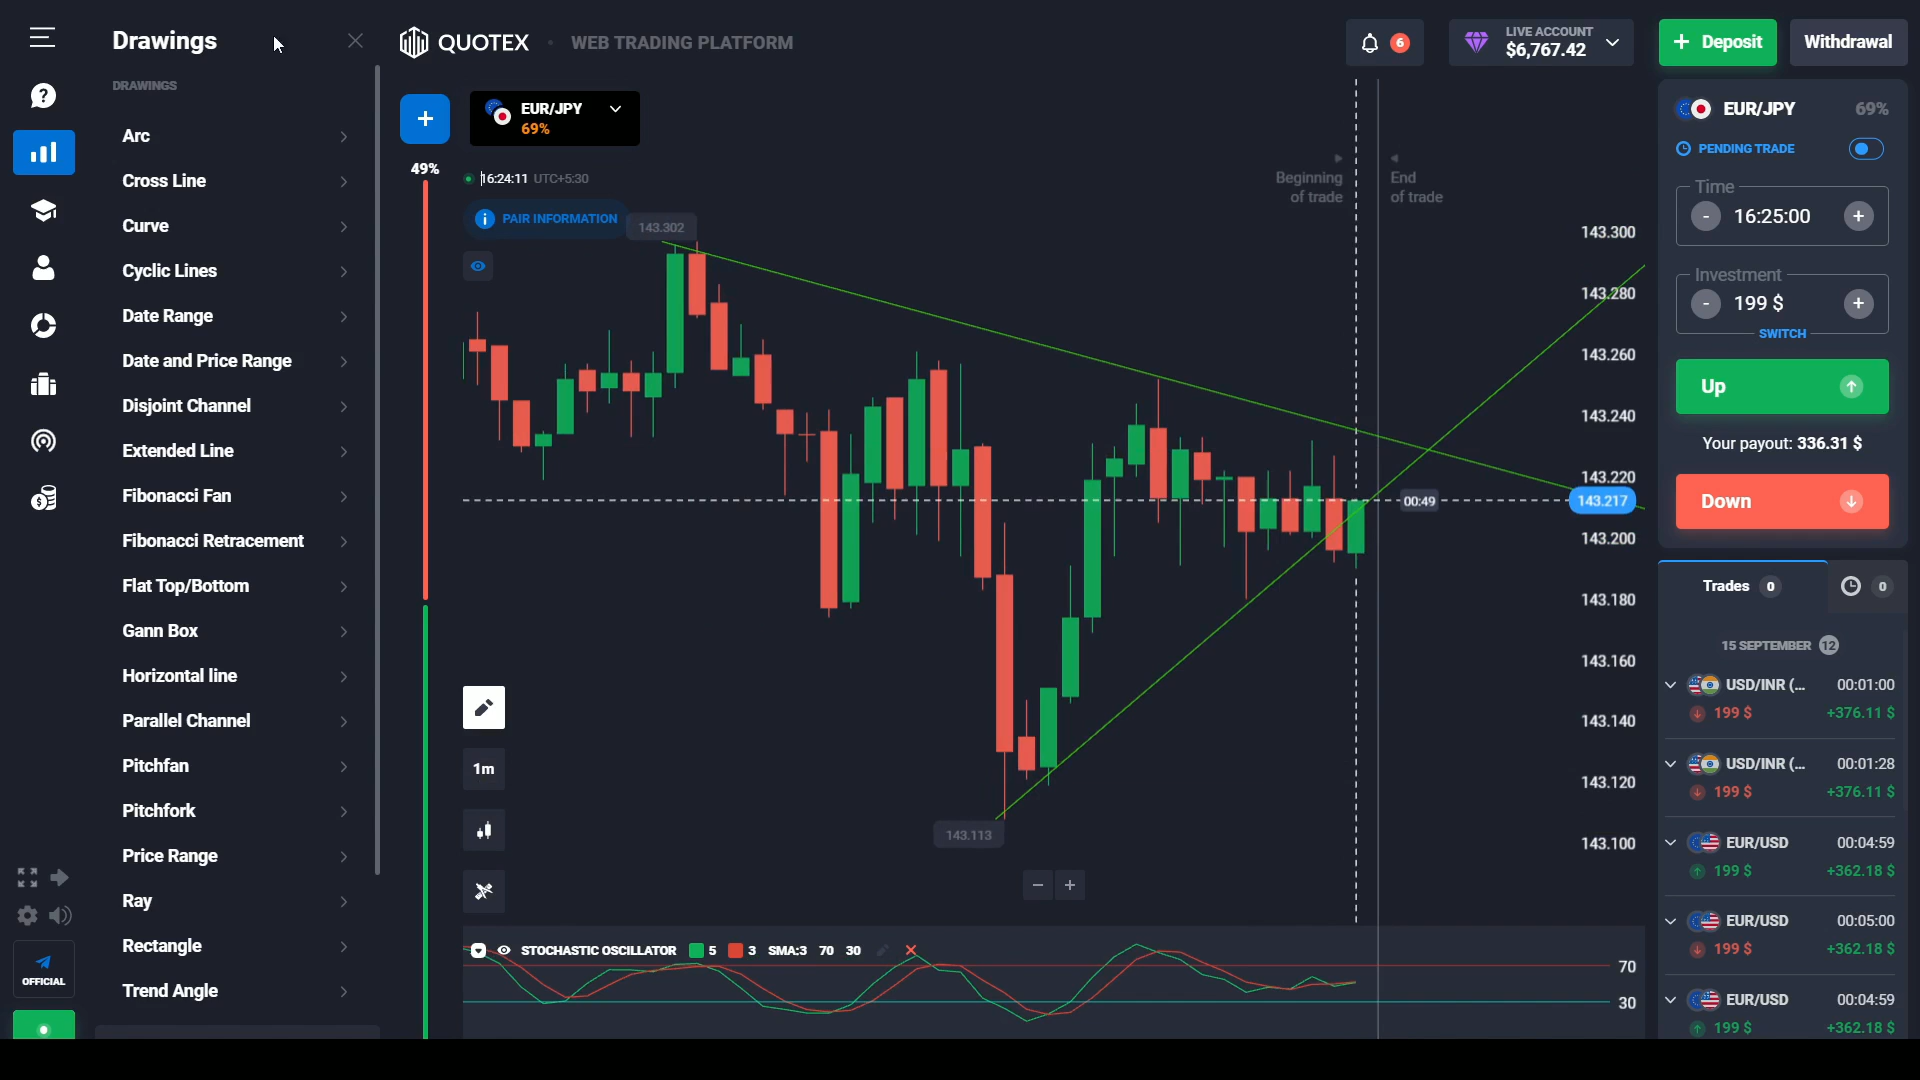 Drawings
DRAWINGS
Arc
Cross Line
Curve
Cyclic Lines
Date Range
Date and Price Range
Disjoint Channel
Extended Line
Fibonacci Fan
Fibonacci Retracement
Flat Top/Bottom
Gann Box
Horizontal line
Parallel Channel
Pitchfan
Pitchfork
Price Range
Ray
Rectangle
Trend Angle
OFFICIAL
QUOTEX
WEB TRADING PLATFORM
6
LIVE ACCOUNT
$6,767.42
+ Deposit
Withdrawal
+
EUR/JPY
69%
49%
16:24:11 UTC+5:30
PAIR INFORMATION
143.302
Beginning
of trade
End
of trade
143.300
143.280
143.260
143.240
143.220
143.217
143.200
143.180
143.160
143.140
143.120
143.100
00:49
143.113
1m
− +
STOCHASTIC OSCILLATOR 5 3 SMA:3 70 30
70
30
EUR/JPY 69%
PENDING TRADE
Time
- 16:25:00 +
Investment
- 199 $ +
SWITCH
Up
Your payout: 336.31 $
Down
Trades 0
0
15 SEPTEMBER 12
USD/INR (... 00:01:00
199 $ +376.11 $
USD/INR (... 00:01:28
199 $ +376.11 $
EUR/USD 00:04:59
199 $ +362.18 $
EUR/USD 00:05:00
199 $ +362.18 $
EUR/USD 00:04:59
199 $ +362.18 $